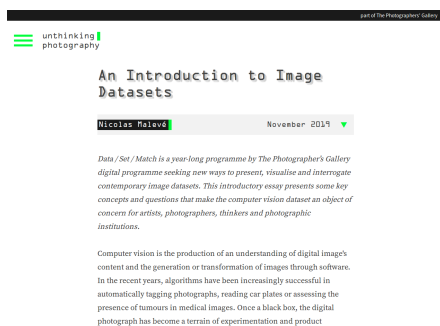 part of The Photographers' Gallery
unthinking
photography
An Introduction to Image
Datasets
Nicolas Malevé
November 2019
Data / Set / Match is a year-long programme by The Photographer's Gallery
digital programme seeking new ways to present, visualise and interrogate
contemporary image datasets. This introductory essay presents some key
concepts and questions that make the computer vision dataset an object of
concern for artists, photographers, thinkers and photographic
institutions.
Computer vision is the production of an understanding of digital image's
content and the generation or transformation of images through software.
In the recent years, algorithms have been increasingly successful in
automatically tagging photographs, reading car plates or assessing the
presence of tumours in medical images. Once a black box, the digital
photograph has become a terrain of experimentation and product